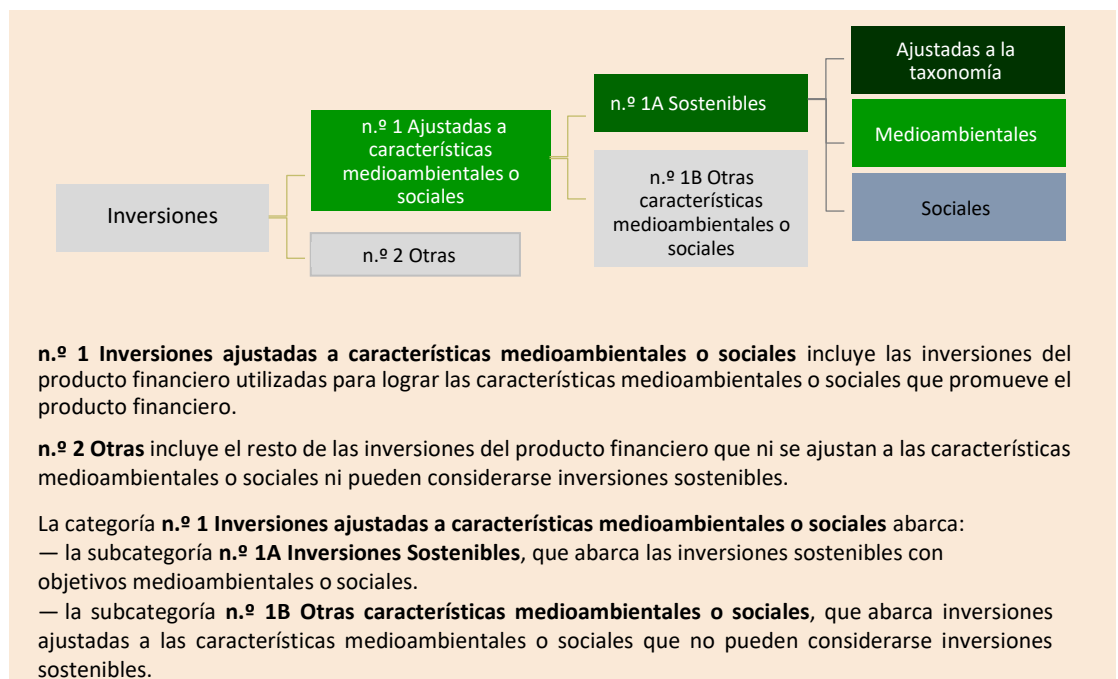 Inversiones
n.º 1 Ajustadas a
características
medioambientales o
sociales
n.º 2 Otras
n.º 1A Sostenibles
n.º 1B Otras
características
medioambientales o
sociales
Ajustadas a la
taxonomía
Medioambientales
Sociales
n.º 1 Inversiones ajustadas a características medioambientales o sociales incluye las inversiones del
producto financiero utilizadas para lograr las características medioambientales o sociales que promueve el
producto financiero.
n.º 2 Otras incluye el resto de las inversiones del producto financiero que ni se ajustan a las características
medioambientales o sociales ni pueden considerarse inversiones sostenibles.
La categoría n.º 1 Inversiones ajustadas a características medioambientales o sociales abarca:
— la subcategoría n.º 1A Inversiones Sostenibles, que abarca las inversiones sostenibles con
objetivos medioambientales o sociales.
— la subcategoría n.º 1B Otras características medioambientales o sociales, que abarca inversiones
ajustadas a las características medioambientales o sociales que no pueden considerarse inversiones
sostenibles.